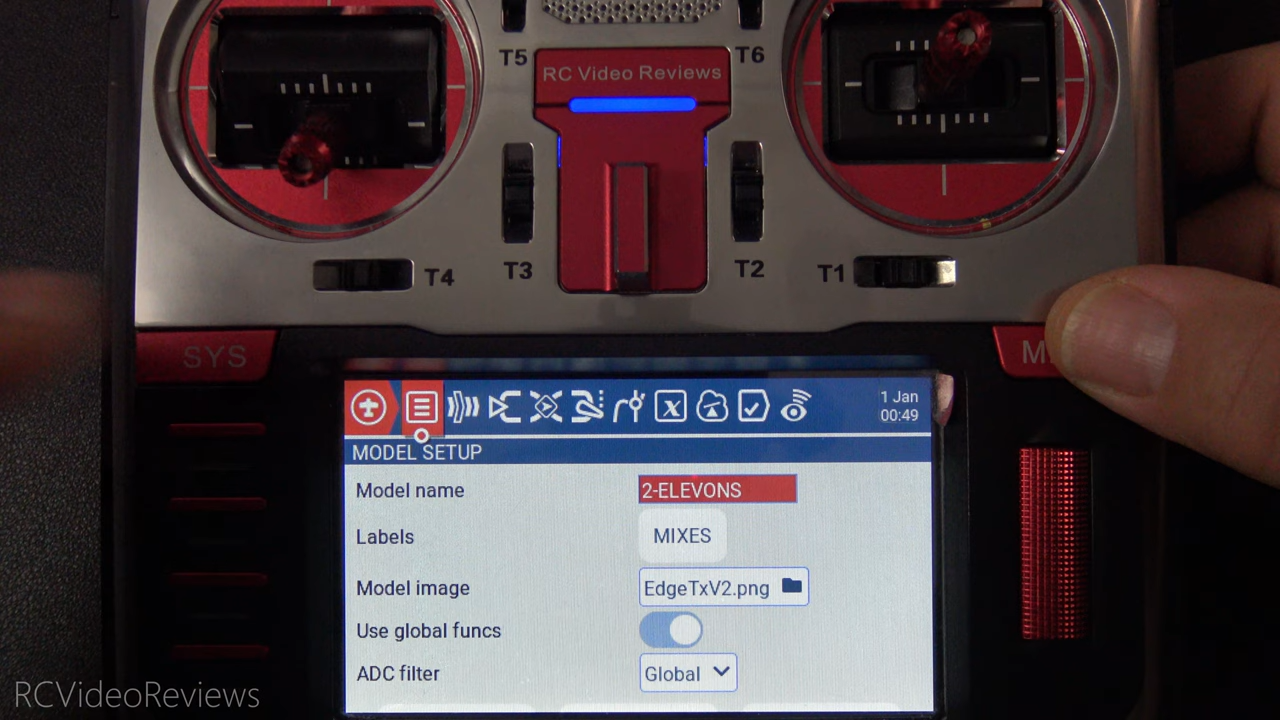 T5
T6
RC Video Reviews
T4
T3
T2
T1
SYS
1 Jan
00:49
MODEL SETUP
Model name
2-ELEVONS
Labels
MIXES
Model image
EdgeTxV2.png
Use global funcs
ADC filter
Global
RCVideoReviews